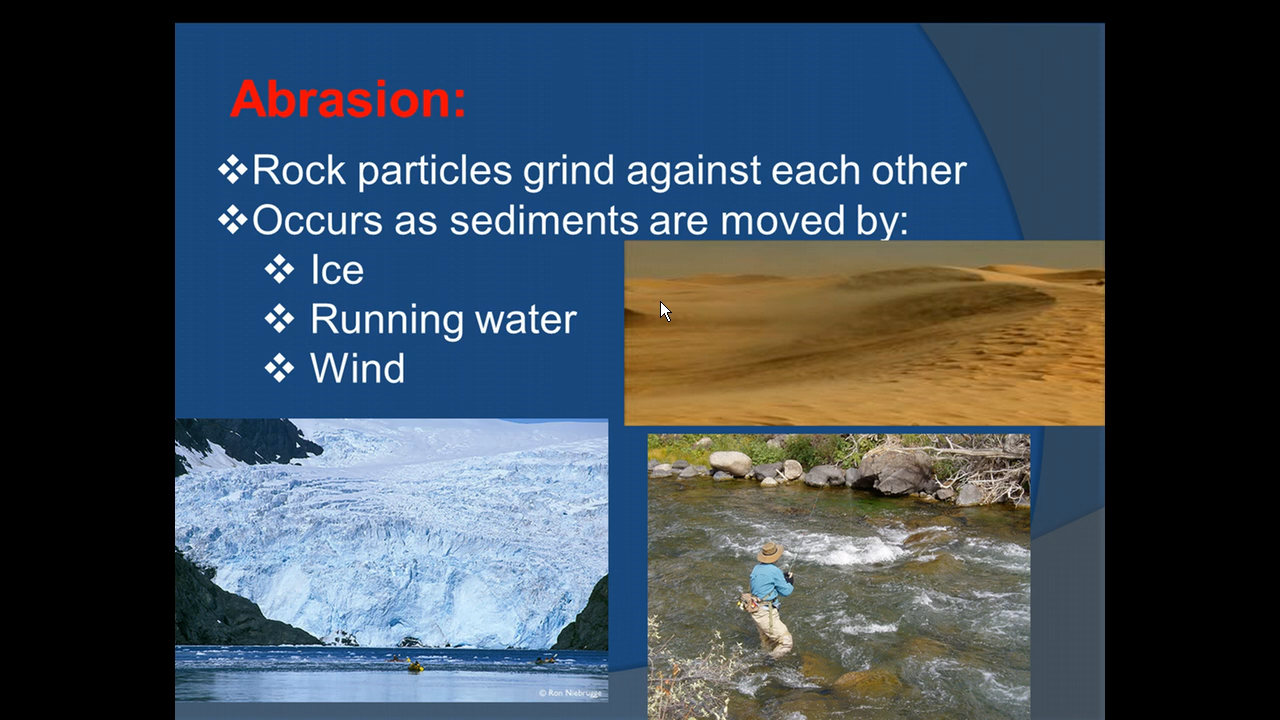 Abrasion:
❖Rock particles grind against each other
❖Occurs as sediments are moved by:
❖ Ice
❖ Running water
❖ Wind
© Ron Niebrugge